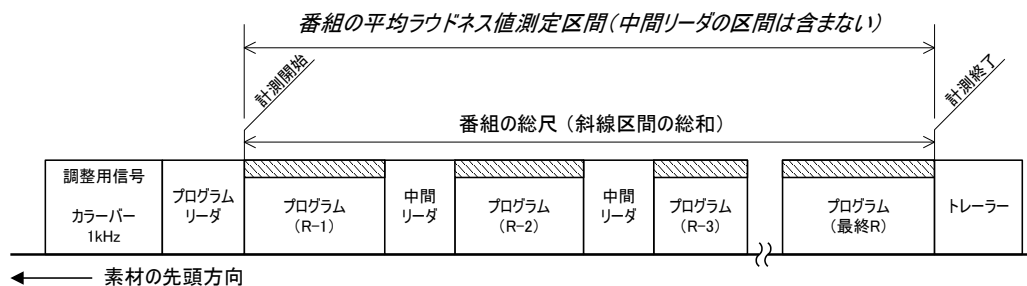 番組の平均ラウドネス値測定区間(中間リーダの区間は含まない)
計測開始
計測終了
番組の総尺 (斜線区間の総和)
調整用信号
カラーバー
1kHz
プログラム
リーダ
プログラム
(R-1)
中間
リーダ
プログラム
(R-2)
中間
リーダ
プログラム
(R-3)
プログラム
(最終R)
トレーラー
素材の先頭方向